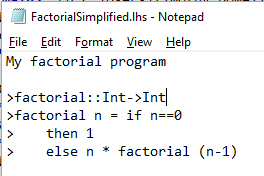 FactorialSimplified.lhs - Notepad
File Edit Format View Help
My factorial program

>factorial::Int->Int
>factorial n = if n==0
>    then 1
>    else n * factorial (n-1)